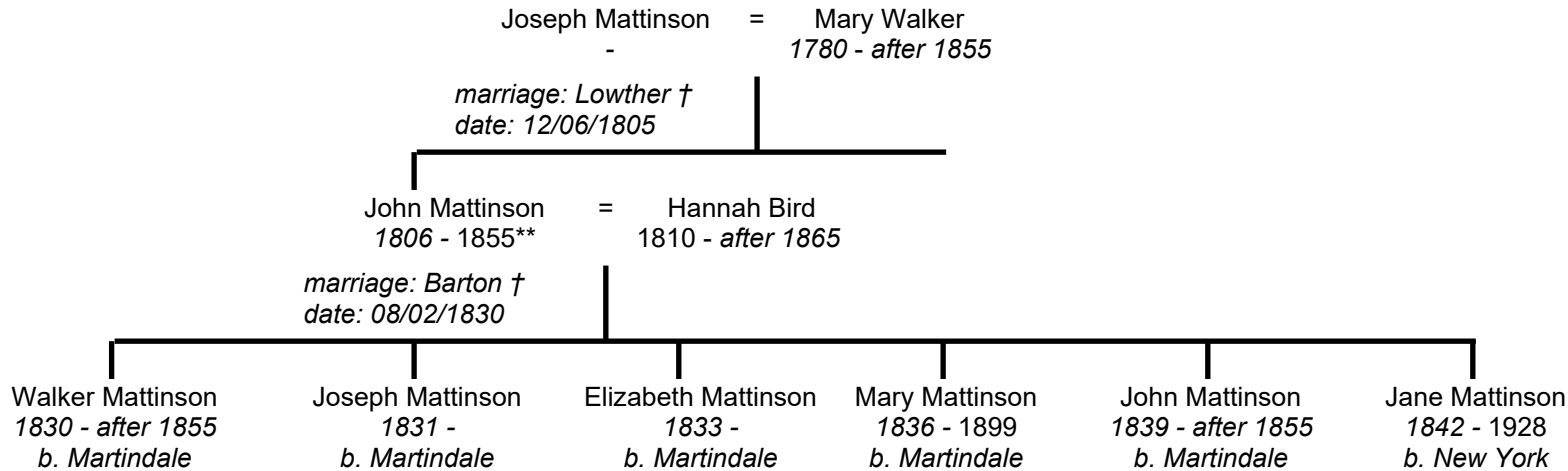 Joseph Mattinson = Mary Walker
- 1780 - after 1855
marriage: Lowther †
date: 12/06/1805
John Mattinson = Hannah Bird
1806 - 1855** 1810 - after 1865
marriage: Barton †
date: 08/02/1830
Walker Mattinson Joseph Mattinson Elizabeth Mattinson Mary Mattinson John Mattinson Jane Mattinson
1830 - after 1855 1831 - 1833 - 1836 - 1899 1839 - after 1855 1842 - 1928
b. Martindale b. Martindale b. Martindale b. Martindale b. Martindale b. New York